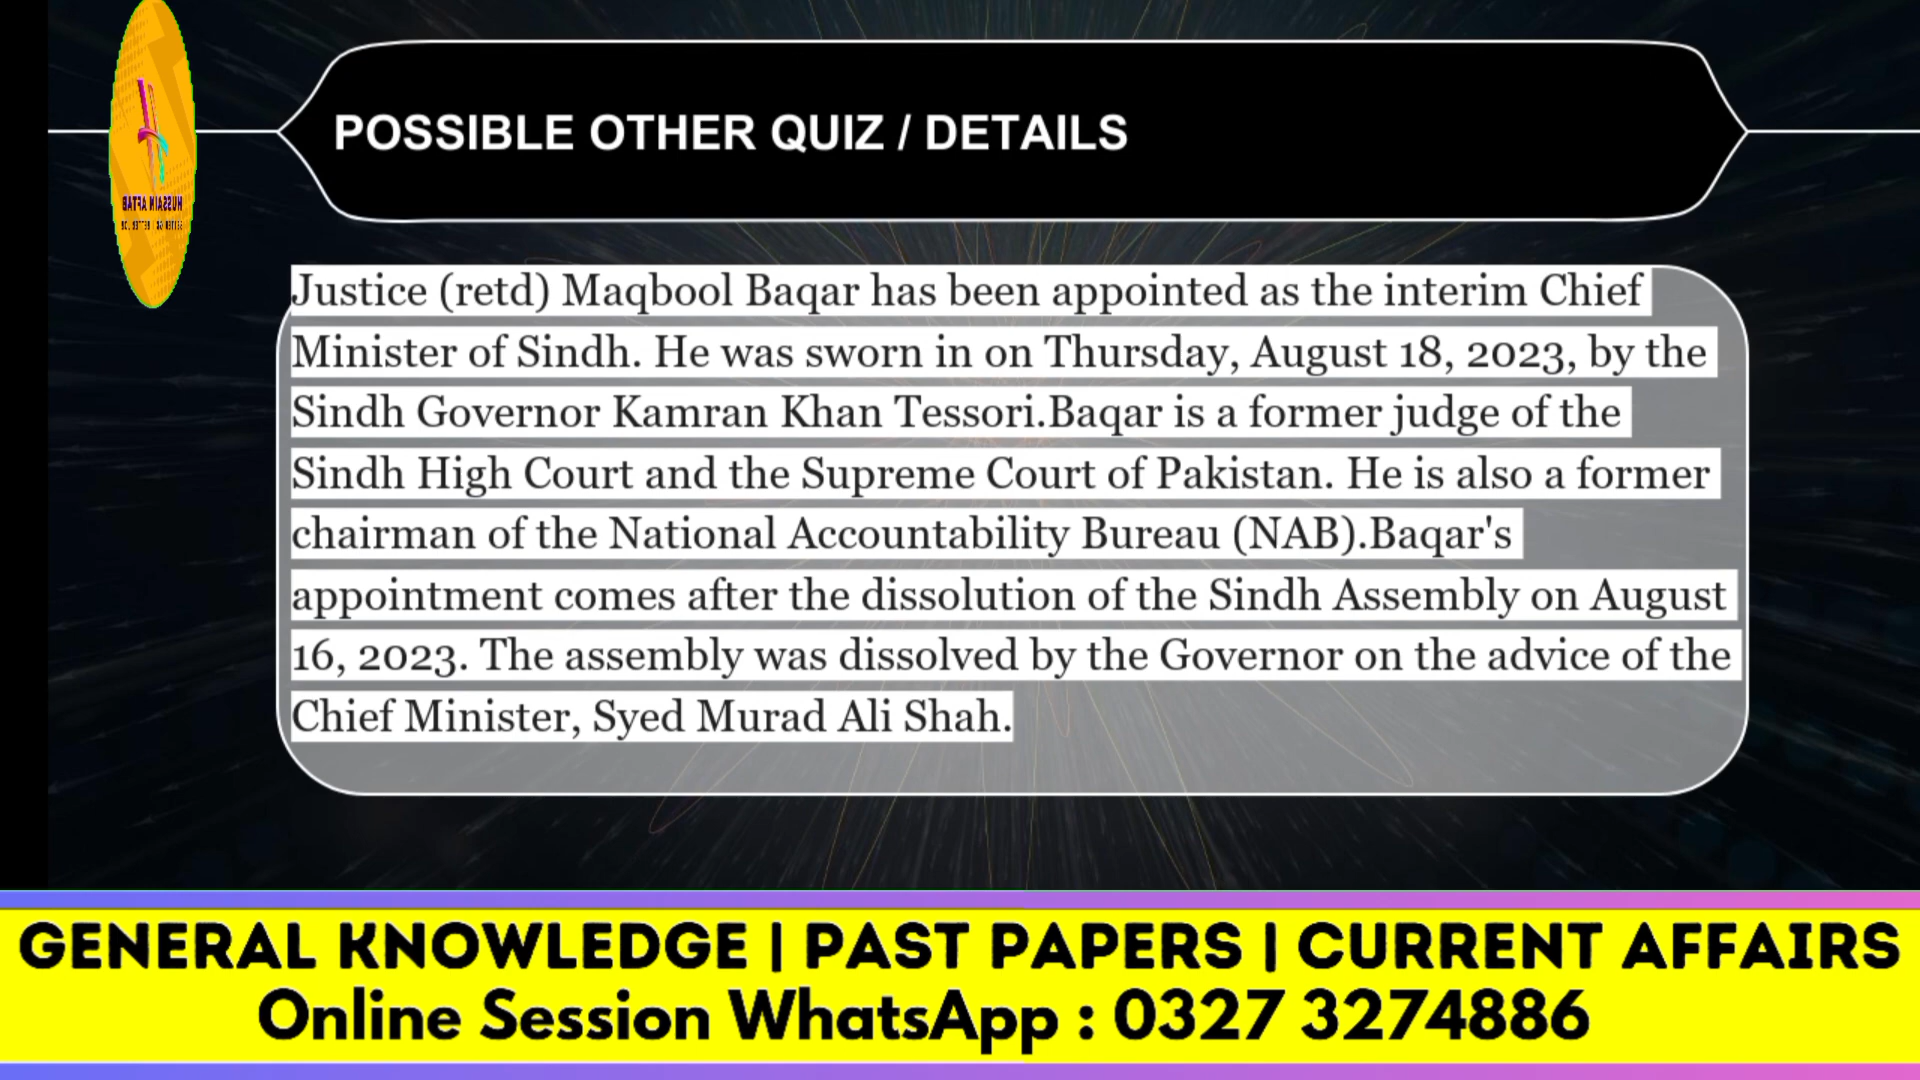 HUSSAIN AFTAB
POSSIBLE OTHER QUIZ / DETAILS
Justice (retd) Maqbool Baqar has been appointed as the interim Chief
Minister of Sindh. He was sworn in on Thursday, August 18, 2023, by the
Sindh Governor Kamran Khan Tessori.Baqar is a former judge of the
Sindh High Court and the Supreme Court of Pakistan. He is also a former
chairman of the National Accountability Bureau (NAB).Baqar's
appointment comes after the dissolution of the Sindh Assembly on August
16, 2023. The assembly was dissolved by the Governor on the advice of the
Chief Minister, Syed Murad Ali Shah.
GENERAL KNOWLEDGE | PAST PAPERS | CURRENT AFFAIRS
Online Session WhatsApp : 0327 3274886